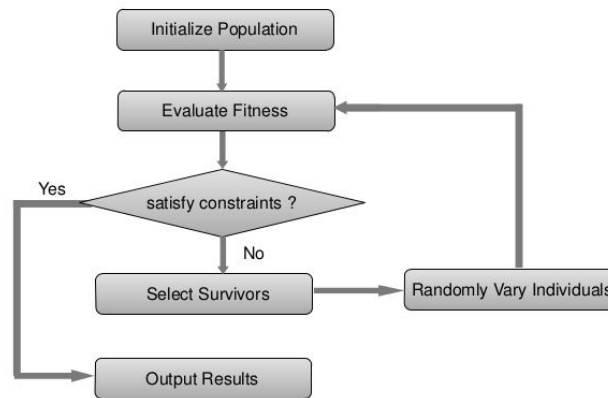 Initialize Population
Evaluate Fitness
Yes
satisfy constraints ?
No
Select Survivors
Randomly Vary Individuals
Output Results